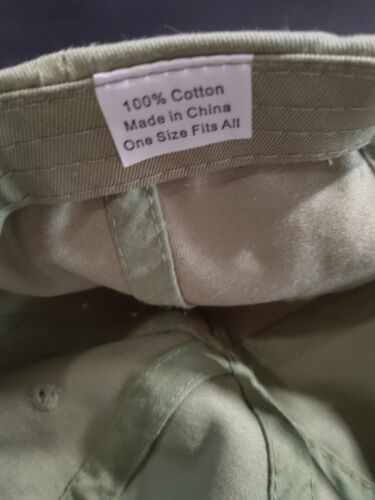 100% Cotton
Made in China
One Size Fits All